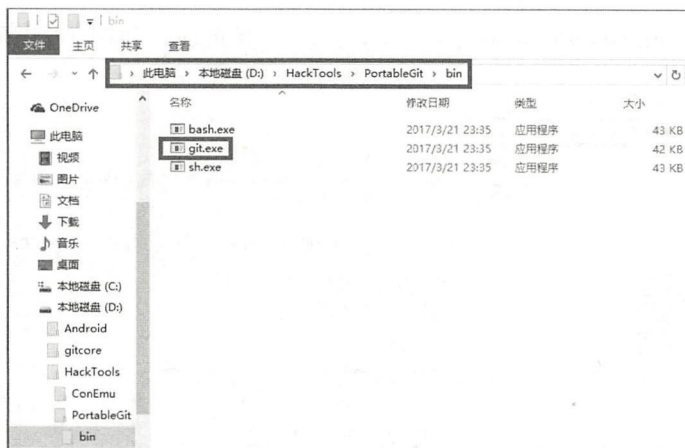 bin
文件 主页 共享 查看
此电脑 › 本地磁盘 (D:) › HackTools › PortableGit › bin
名称 修改日期 类型 大小
bash.exe 2017/3/21 23:35 应用程序 43 KB
git.exe 2017/3/21 23:35 应用程序 42 KB
sh.exe 2017/3/21 23:35 应用程序 43 KB
OneDrive
此电脑
视频
图片
文档
下载
音乐
桌面
本地磁盘 (C:)
本地磁盘 (D:)
Android
gitcore
HackTools
ConEmu
PortableGit
bin